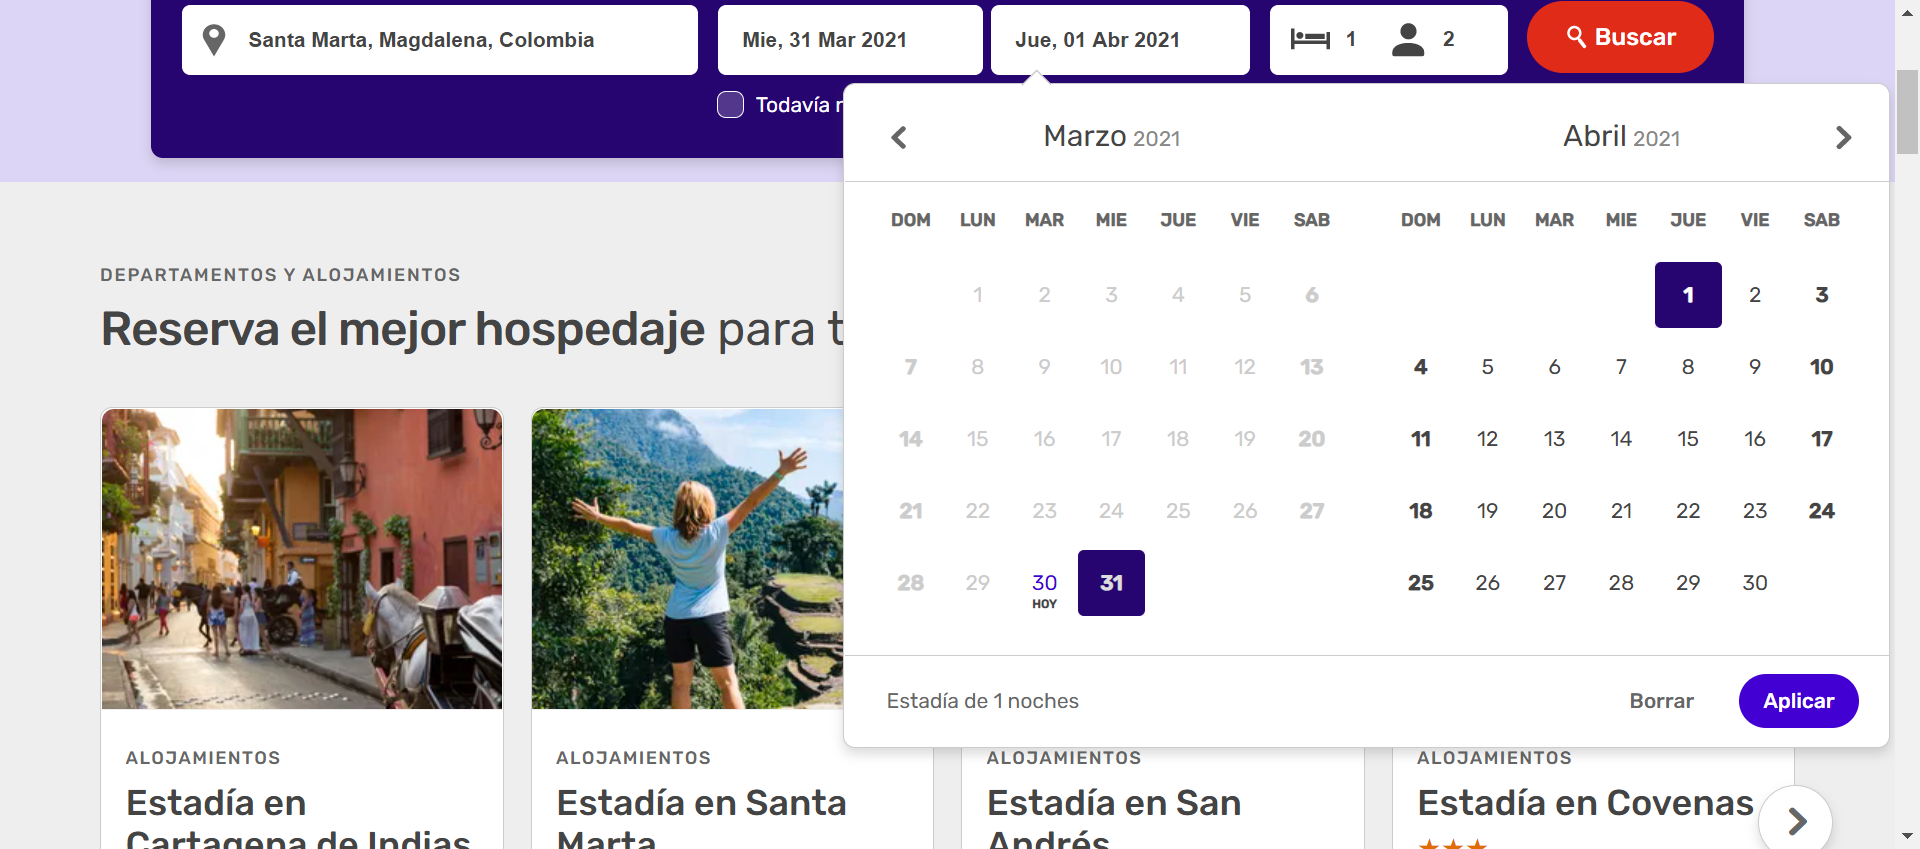 Santa Marta, Magdalena, Colombia
Mie, 31 Mar 2021
Jue, 01 Abr 2021
1
2
Buscar
Todavía
Marzo 2021
Abril 2021
DOM LUN MAR MIE JUE VIE SAB
1 2 3 4 5 6
7 8 9 10 11 12 13
14 15 16 17 18 19 20
21 22 23 24 25 26 27
28 29 30 31
HOY
DOM LUN MAR MIE JUE VIE SAB
1 2 3
4 5 6 7 8 9 10
11 12 13 14 15 16 17
18 19 20 21 22 23 24
25 26 27 28 29 30
Estadía de 1 noches
Borrar
Aplicar
DEPARTAMENTOS Y ALOJAMIENTOS
Reserva el mejor hospedaje para
ALOJAMIENTOS
Estadía en
Cartagena de Indias
ALOJAMIENTOS
Estadía en Santa
Marta
ALOJAMIENTOS
Estadía en San
Andrés
ALOJAMIENTOS
Estadía en Covenas